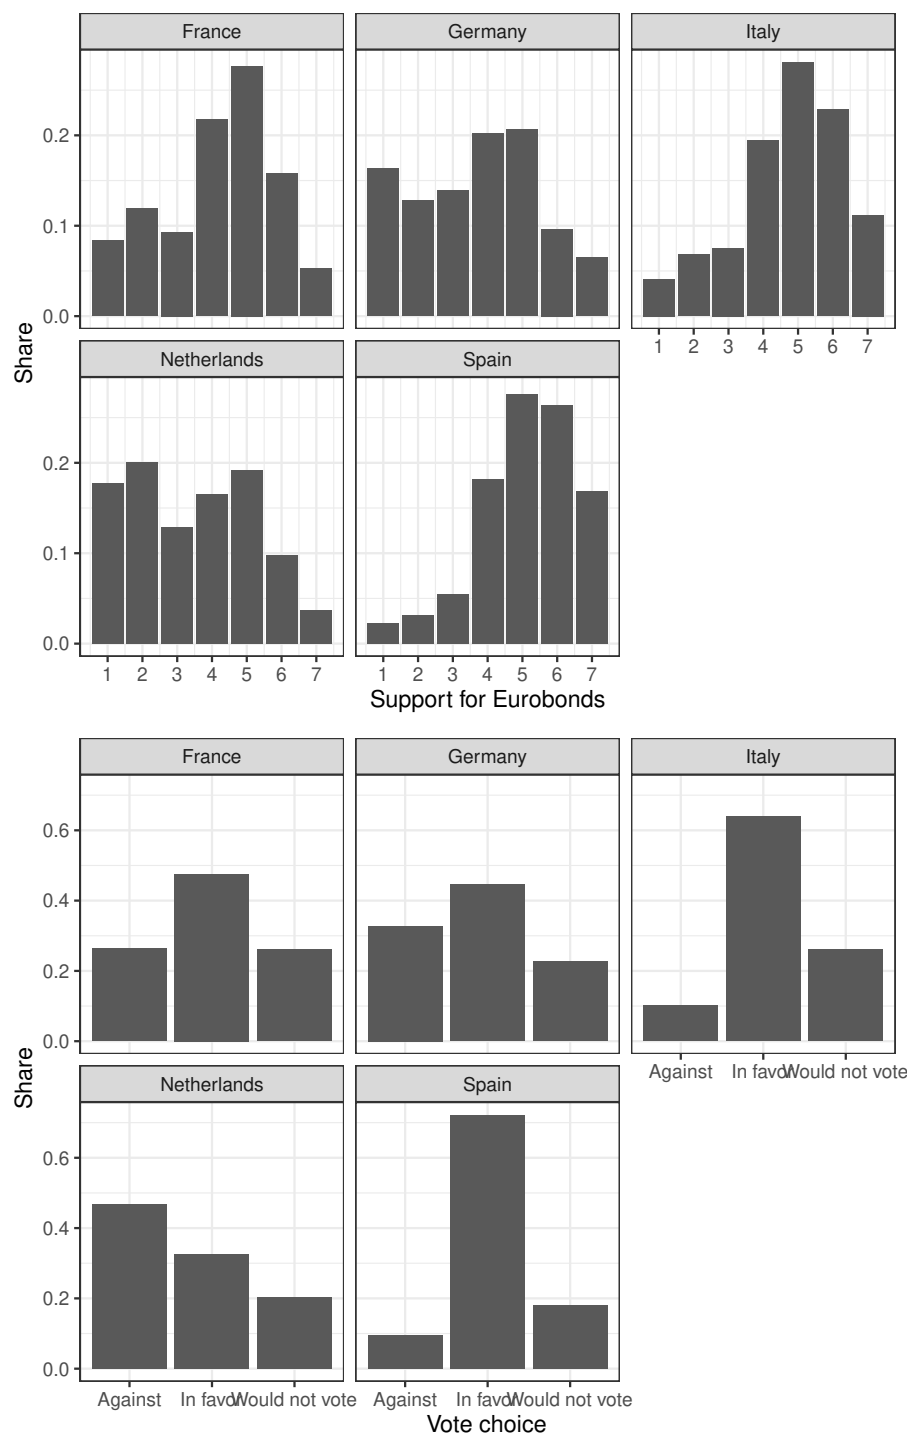 France Germany Italy
0.2
0.1
0.0
1 2 3 4 5 6 7
Share
Netherlands Spain
0.2
0.1
0.0
1 2 3 4 5 6 7 1 2 3 4 5 6 7
Support for Eurobonds
France Germany Italy
0.6
0.4
0.2
0.0
Against In favor Would not vote
Share
Netherlands Spain
0.6
0.4
0.2
0.0
Against In favor Would not vote Against In favor Would not vote
Vote choice